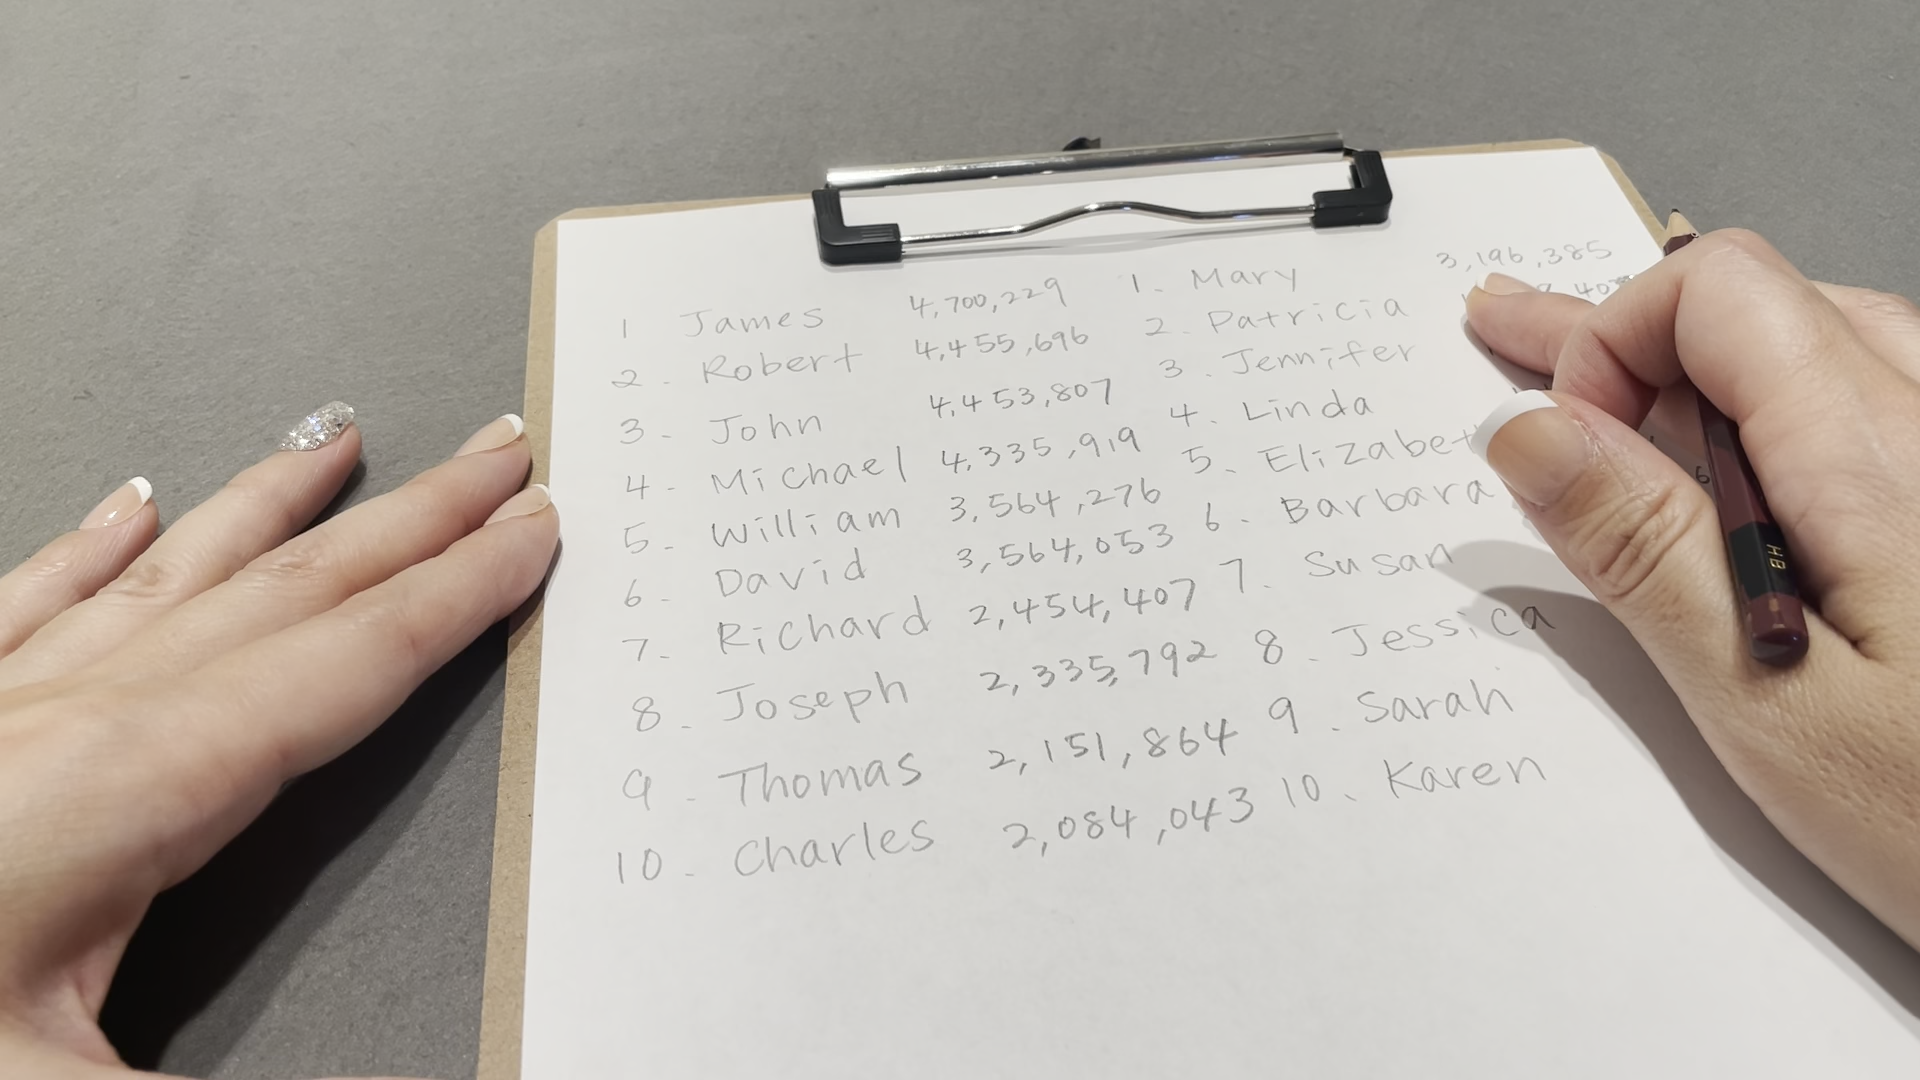 1 James 4,700,229 1. Mary 3,196,385
2. Robert 4,455,696 2. Patricia
3. John 4,453,807 3. Jennifer
4. Michael 4,335,919 4. Linda
5. William 3,564,276 5. Elizabet
6. David 3,564,053 6. Barbara
7. Richard 2,454,407 7. Susan
8. Joseph 2,335,792 8. Jessica
9. Thomas 2,151,864 9. Sarah
10. Charles 2,084,043 10. Karen
HB